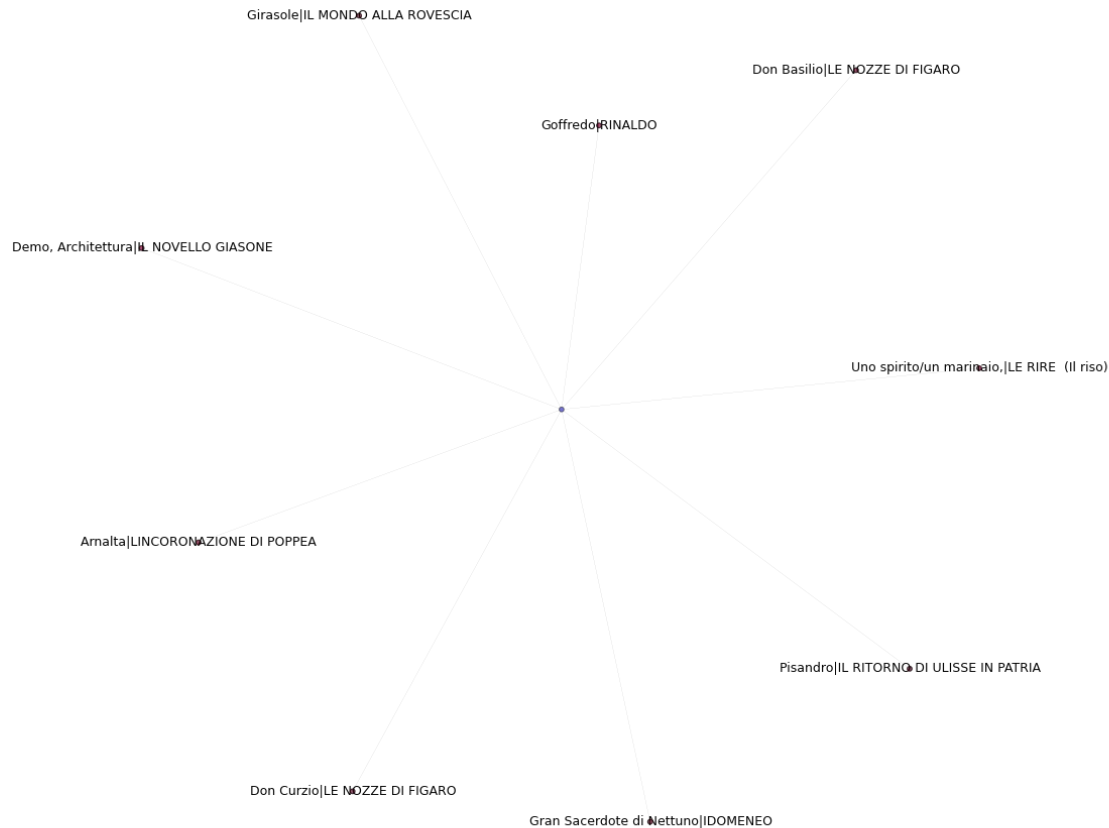 Girasole|IL MONDO ALLA ROVESCIA
Don Basilio|LE NOZZE DI FIGARO
Goffredo|RINALDO
Demo, Architettura|IL NOVELLO GIASONE
Uno spirito/un marinaio,|LE RIRE  (Il riso)
Arnalta|LINCORONAZIONE DI POPPEA
Pisandro|IL RITORNO DI ULISSE IN PATRIA
Don Curzio|LE NOZZE DI FIGARO
Gran Sacerdote di Nettuno|IDOMENEO